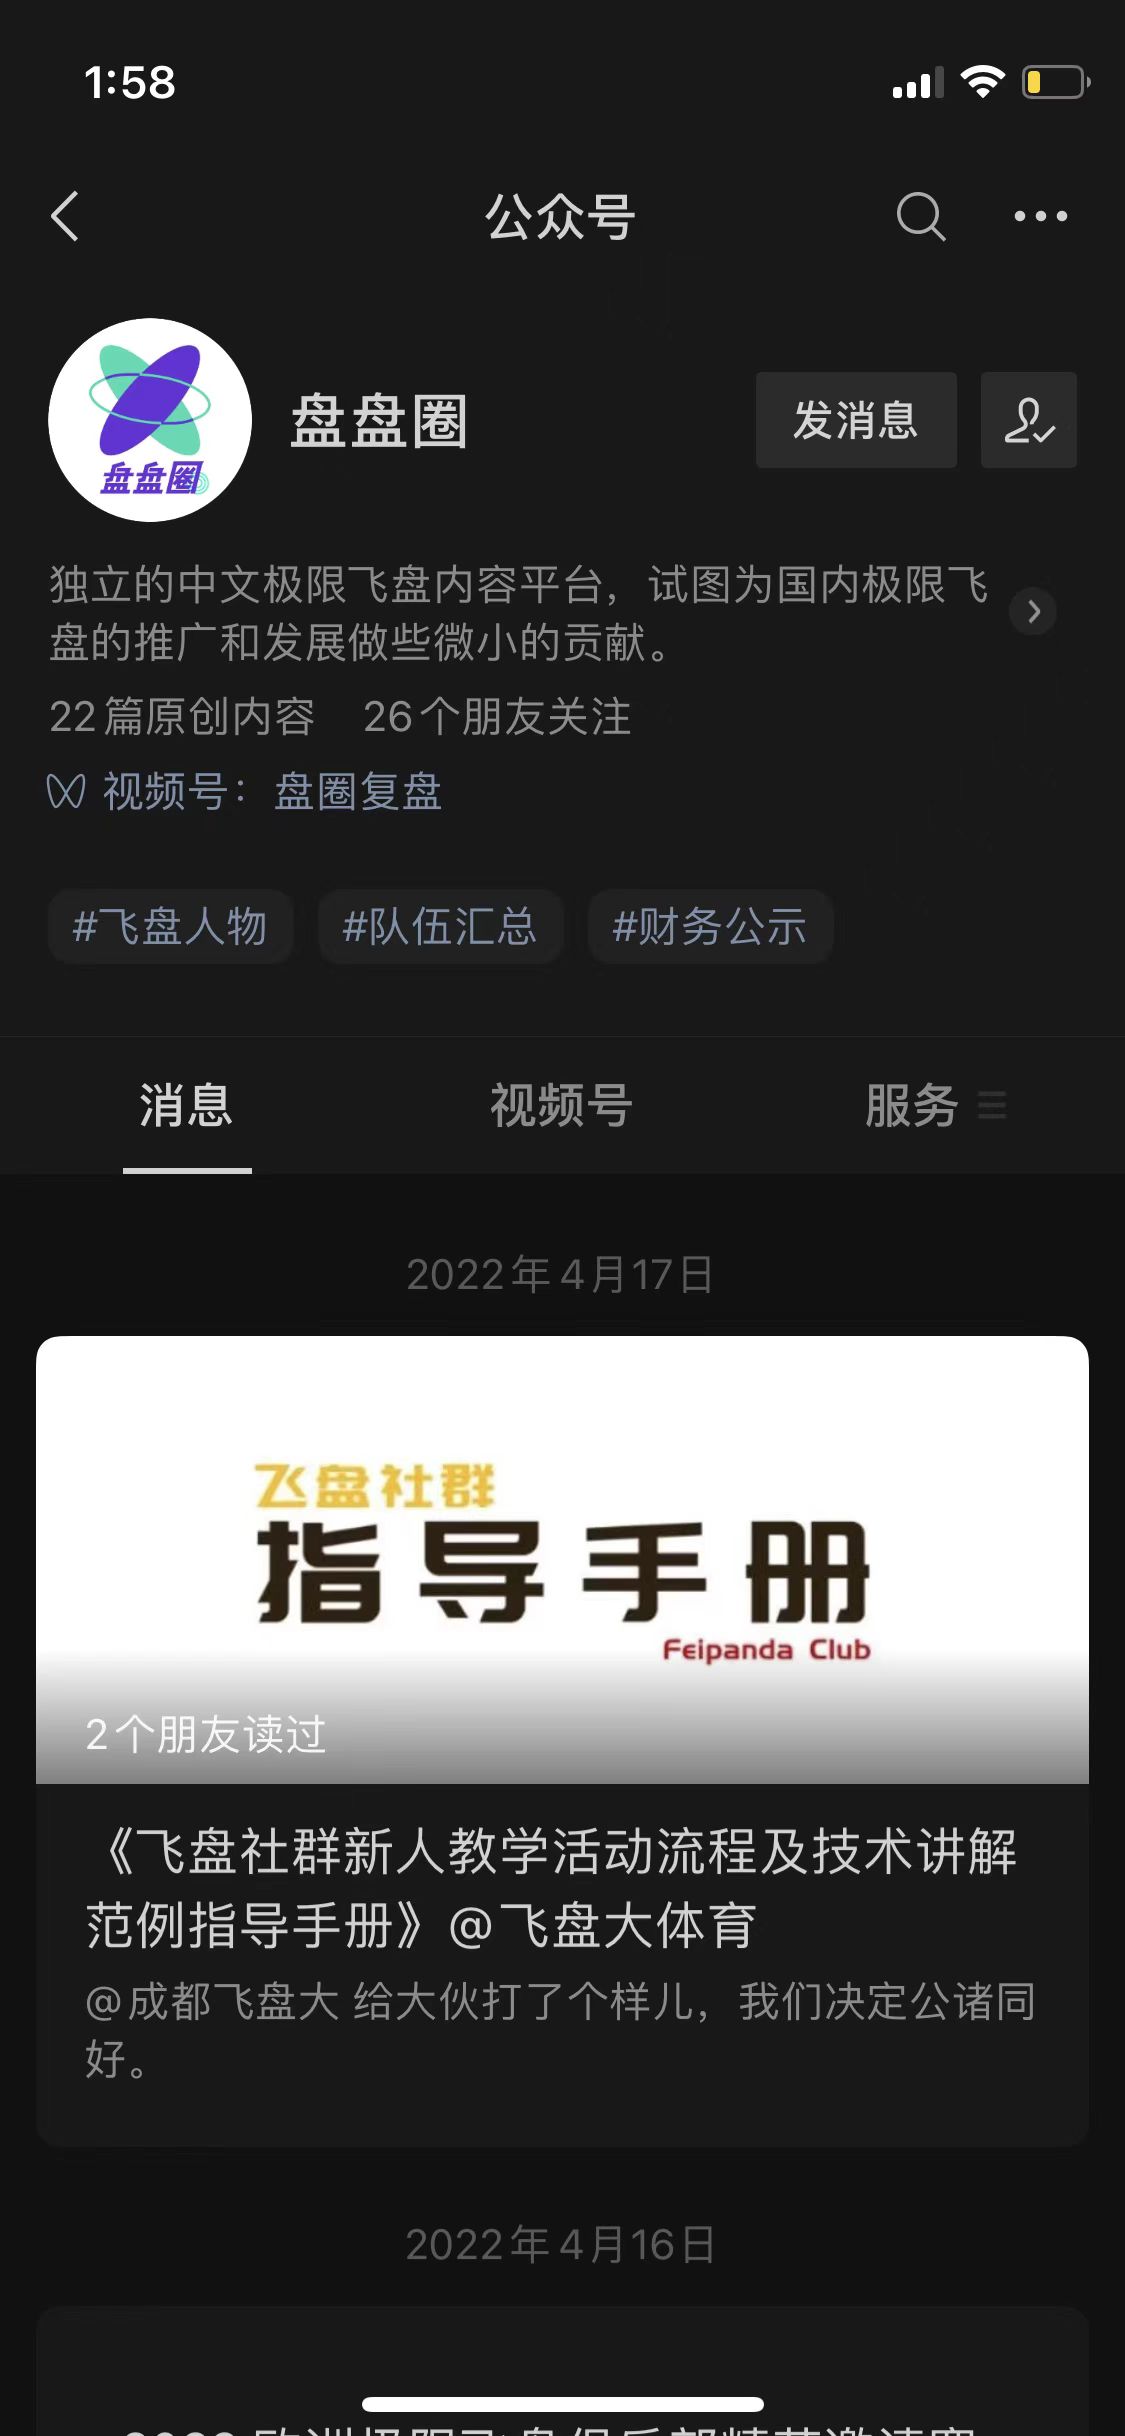 1:58
公众号
盘盘圈
盘盘圈
发消息
独立的中文极限飞盘内容平台，试图为国内极限飞
盘的推广和发展做些微小的贡献。
22篇原创内容 26个朋友关注
视频号：盘圈复盘
#飞盘人物 #队伍汇总 #财务公示
消息 视频号 服务
2022年4月17日
飞盘社群
指导手册
Feipanda Club
2个朋友读过
《飞盘社群新人教学活动流程及技术讲解
范例指导手册》@飞盘大体育
@成都飞盘大 给大伙打了个样儿，我们决定公诸同
好。
2022年4月16日